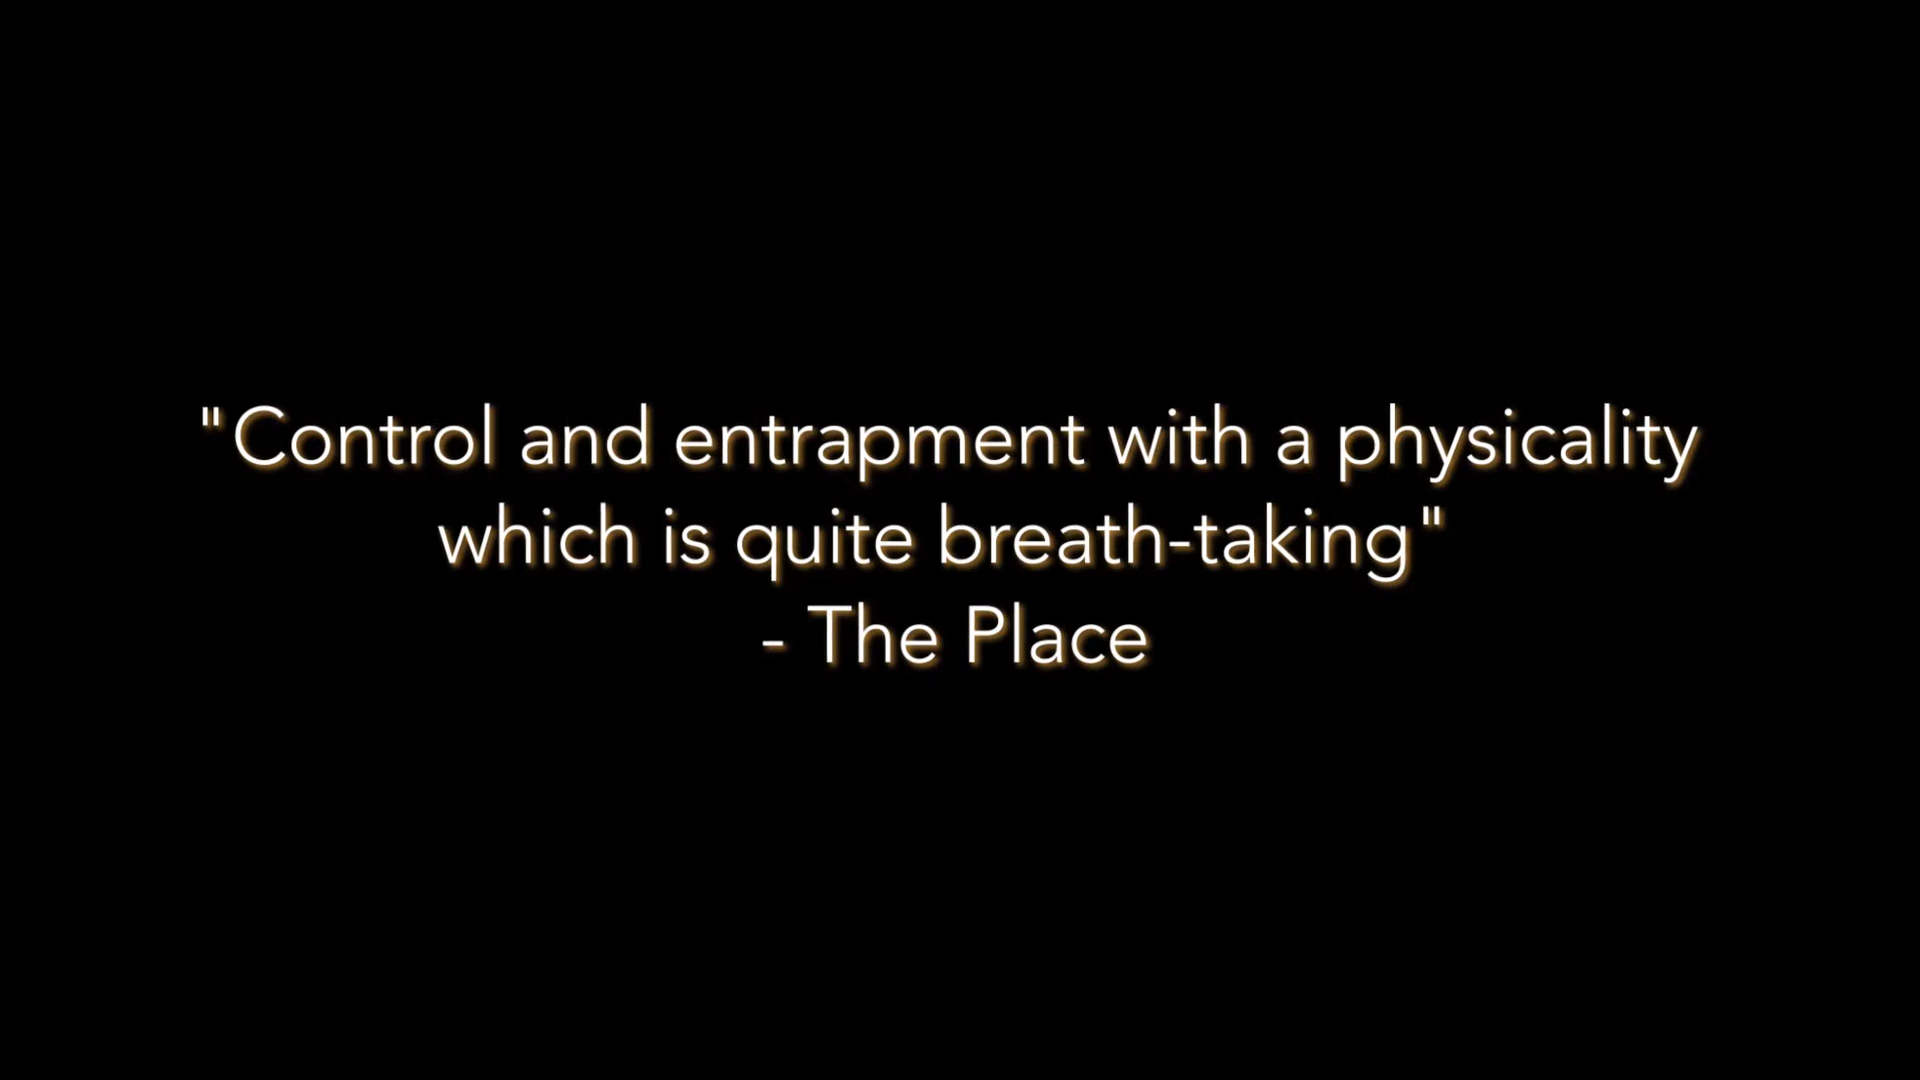 "Control and entrapment with a physicality
which is quite breath-taking"
- The Place